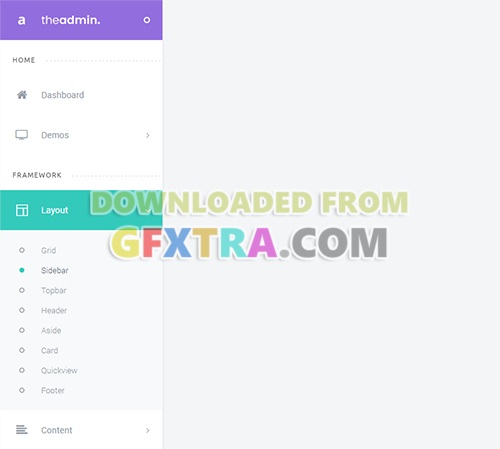 a theadmin.
HOME
Dashboard
Demos
FRAMEWORK
Layout
DOWNLOADED FROM
GFXTRA.COM
Grid
Sidebar
Topbar
Header
Aside
Card
Quickview
Footer
Content